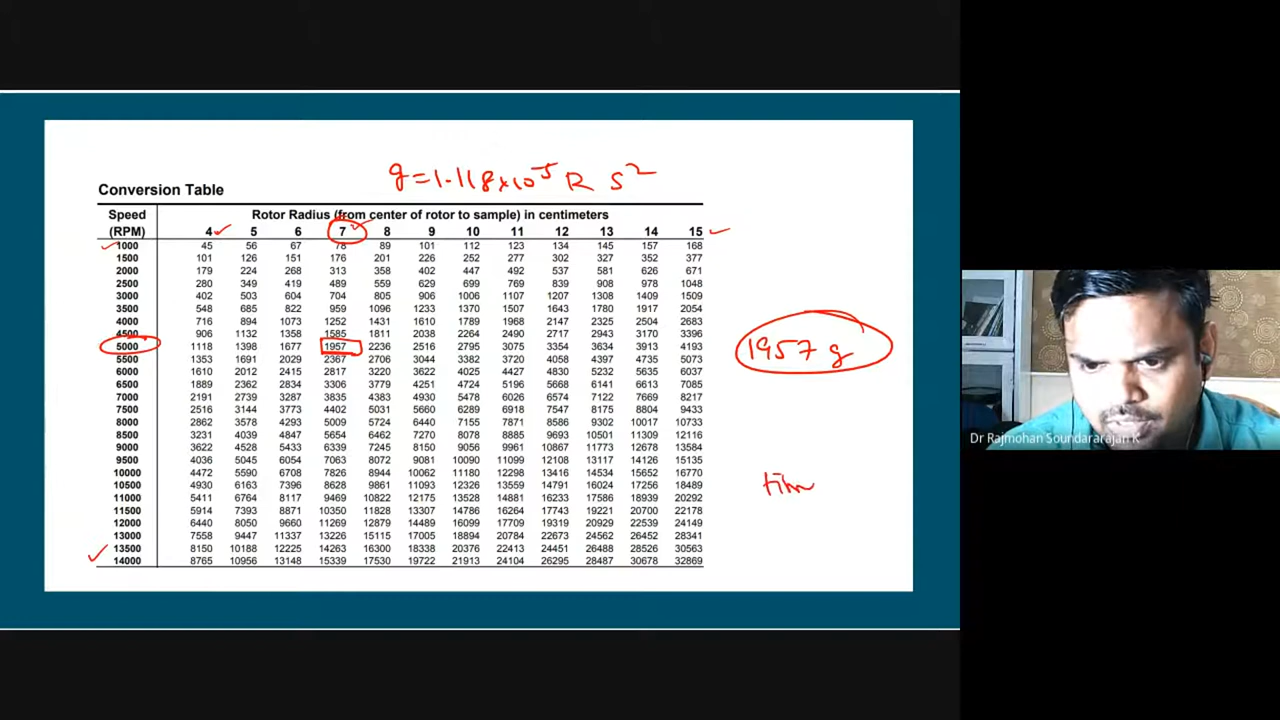 g=1.118x10^-5 R S^2
Conversion Table
Speed (RPM) Rotor Radius (from center of rotor to sample) in centimeters
4 5 6 7 8 9 10 11 12 13 14 15
1000 45 56 67 78 89 101 112 123 134 145 157 168
1500 101 126 151 176 201 226 252 277 302 327 352 377
2000 179 224 268 313 358 402 447 492 537 581 626 671
2500 280 349 419 489 559 629 699 769 839 908 978 1048
3000 402 503 604 704 805 906 1006 1107 1207 1308 1409 1509
3500 548 685 822 959 1096 1233 1370 1507 1643 1780 1917 2054
4000 716 894 1073 1252 1431 1610 1789 1968 2147 2325 2504 2683
4500 906 1132 1358 1585 1811 2038 2264 2490 2717 2943 3170 3396
5000 1118 1398 1677 1957 2236 2516 2795 3075 3354 3634 3913 4193
5500 1353 1691 2029 2367 2706 3044 3382 3720 4058 4397 4735 5073
6000 1610 2012 2415 2817 3220 3622 4025 4427 4830 5232 5635 6037
6500 1889 2362 2834 3306 3779 4251 4724 5196 5668 6141 6613 7085
7000 2191 2739 3287 3835 4383 4930 5478 6026 6574 7122 7669 8217
7500 2516 3144 3773 4402 5031 5660 6289 6918 7547 8175 8804 9433
8000 2862 3578 4293 5009 5724 6440 7155 7871 8586 9302 10017 10733
8500 3231 4039 4847 5654 6462 7270 8078 8885 9693 10501 11309 12116
9000 3622 4528 5433 6339 7245 8150 9056 9961 10867 11773 12678 13584
9500 4036 5045 6054 7063 8072 9081 10090 11099 12108 13117 14126 15135
10000 4472 5590 6708 7826 8944 10062 11180 12298 13416 14534 15652 16770
10500 4930 6163 7396 8628 9861 11093 12326 13559 14791 16024 17256 18489
11000 5411 6764 8117 9469 10822 12175 13528 14881 16233 17586 18939 20292
11500 5914 7393 8871 10350 11828 13307 14786 16264 17743 19221 20700 22178
12000 6440 8050 9660 11269 12879 14489 16099 17709 19319 20929 22539 24149
13000 7558 9447 11337 13226 15115 17005 18894 20784 22673 24562 26452 28341
13500 8150 10188 12225 14263 16300 18338 20376 22413 24451 26488 28526 30563
14000 8765 10956 13148 15339 17530 19722 21913 24104 26295 28487 30678 32869
1957 g
Dr Rajmohan Soundararajan K